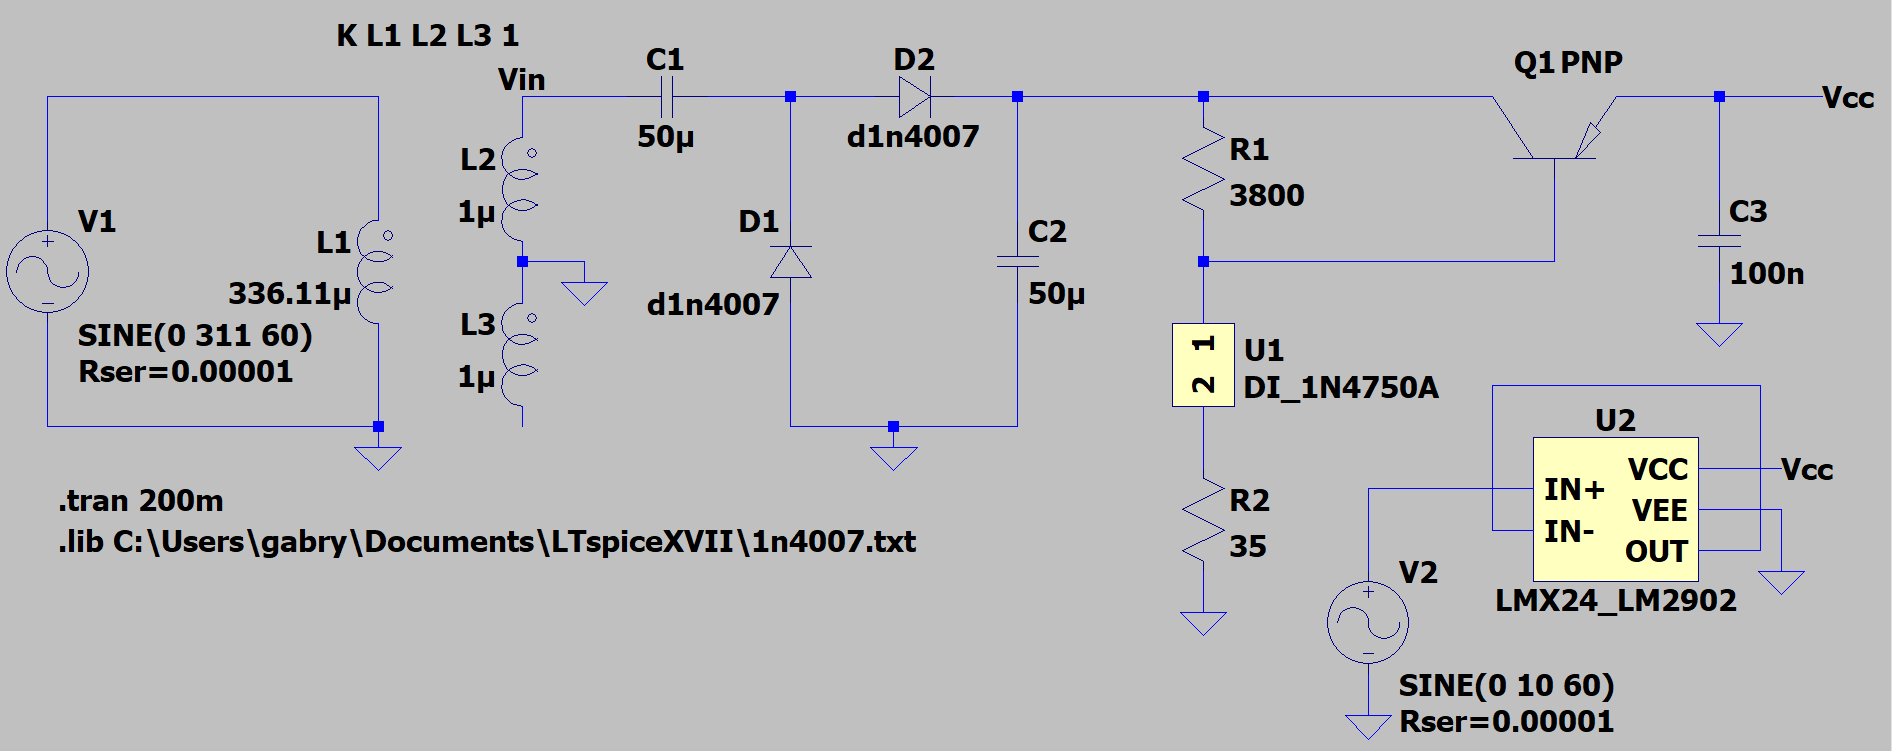 K L1 L2 L3 1
Vin
C1
50µ
D2
d1n4007
Q1 PNP
Vcc
V1
SINE(0 311 60)
Rser=0.00001
L1
336.11µ
L2
1µ
L3
1µ
D1
d1n4007
C2
50µ
R1
3800
C3
100n
1
2
U1
DI_1N4750A
R2
35
U2
IN+
IN-
VCC
VEE
OUT
Vcc
LMX24_LM2902
V2
SINE(0 10 60)
Rser=0.00001
.tran 200m
.lib C:\Users\gabry\Documents\LTspiceXVII\1n4007.txt